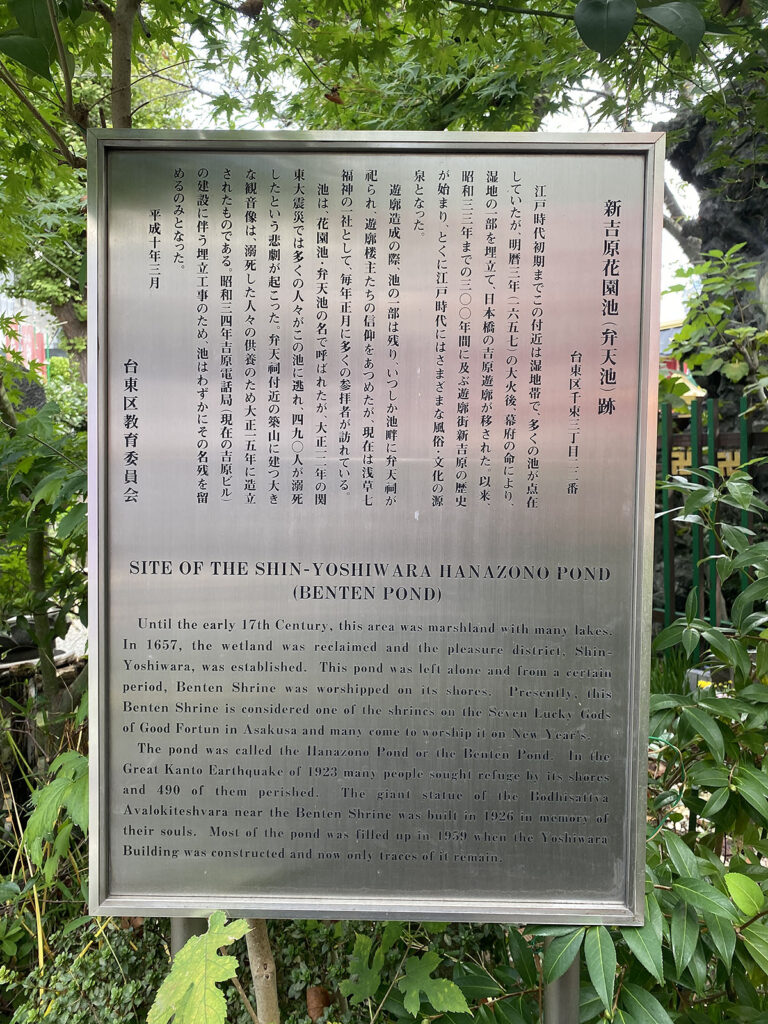 新吉原花園池（弁天池）跡
台東区千束三丁目二二番
江戸時代初期までこの付近は湿地帯で、多くの池が点在
していたが、明暦三年（一六五七）の大火後、幕府の命により、
湿地の一部を埋立て、日本橋の吉原遊廓が移された。以来、
昭和三三年までの三〇〇年間に及ぶ遊廓街新吉原の歴史
が始まり、とくに江戸時代にはさまざまな風俗・文化の源
泉となった。
遊廓造成の際、池の一部は残り、いつしか池畔に弁天祠が
祀られ、遊廓楼主たちの信仰をあつめたが、現在は浅草七
福神の一社として、毎年正月に多くの参拝者が訪れている。
池は、花園池・弁天池の名で呼ばれたが、大正一二年の関
東大震災では多くの人々がこの池に逃れ、四九〇人が溺死
したという悲劇が起こった。弁天祠付近の築山に建つ大き
な観音像は、溺死した人々の供養のため大正一五年に造立
されたものである。昭和三四年吉原電話局（現在の吉原ビル）
の建設に伴う埋立工事のため、池はわずかにその名残を留
めるのみとなった。
平成十年三月
台東区教育委員会
SITE OF THE SHIN-YOSHIWARA HANAZONO POND
(BENTEN POND)
Until the early 17th Century, this area was marshland with many lakes.
In 1657, the wetland was reclaimed and the pleasure district, Shin-
Yoshiwara, was established. This pond was left alone and from a certain
period, Benten Shrine was worshipped on its shores. Presently, this
Benten Shrine is considered one of the shrines on the Seven Lucky Gods
of Good Fortun in Asakusa and many come to worship it on New Year's.
The pond was called the Hanazono Pond or the Benten Pond. In the
Great Kanto Earthquake of 1923 many people sought refuge by its shores
and 490 of them perished. The giant statue of the Bodhisattva
Avalokiteshvara near the Benten Shrine was built in 1926 in memory of
their souls. Most of the pond was filled up in 1959 when the Yoshiwara
Building was constructed and now only traces of it remain.